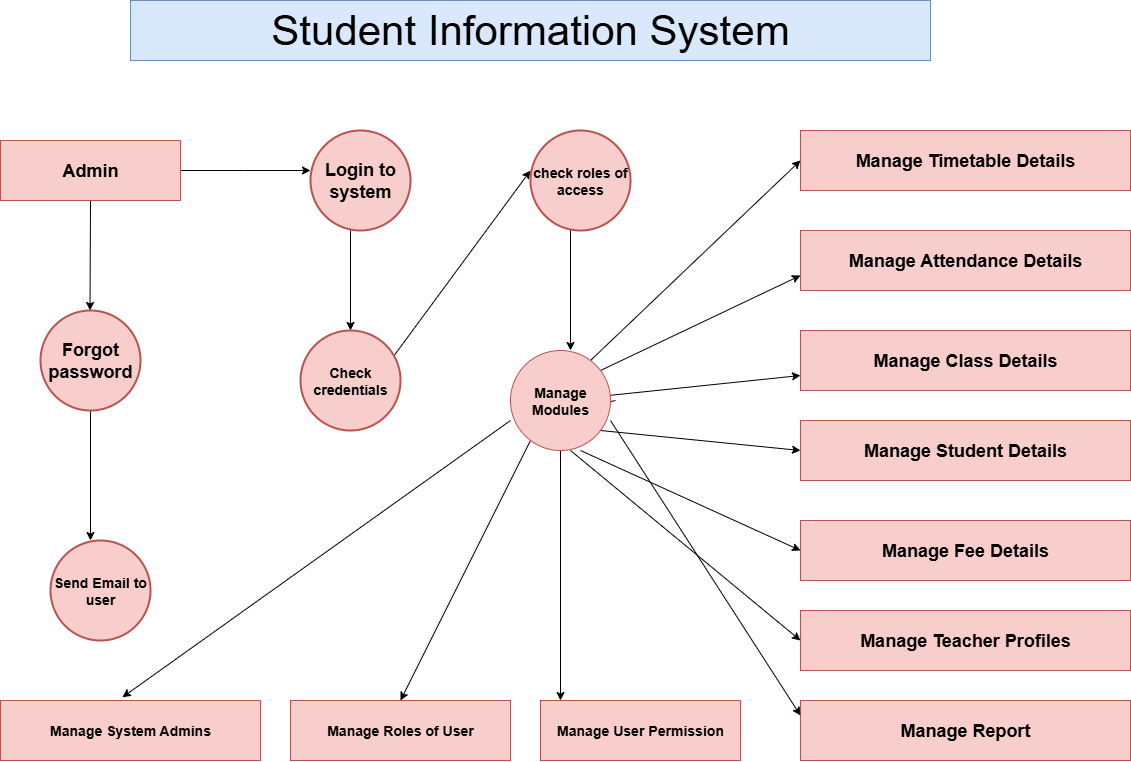 Student Information System
Admin
Login to
system
check roles of
access
Manage Timetable Details
Manage Attendance Details
Forgot
password
Check
credentials
Manage
Modules
Manage Class Details
Manage Student Details
Manage Fee Details
Send Email to
user
Manage Teacher Profiles
Manage System Admins
Manage Roles of User
Manage User Permission
Manage Report